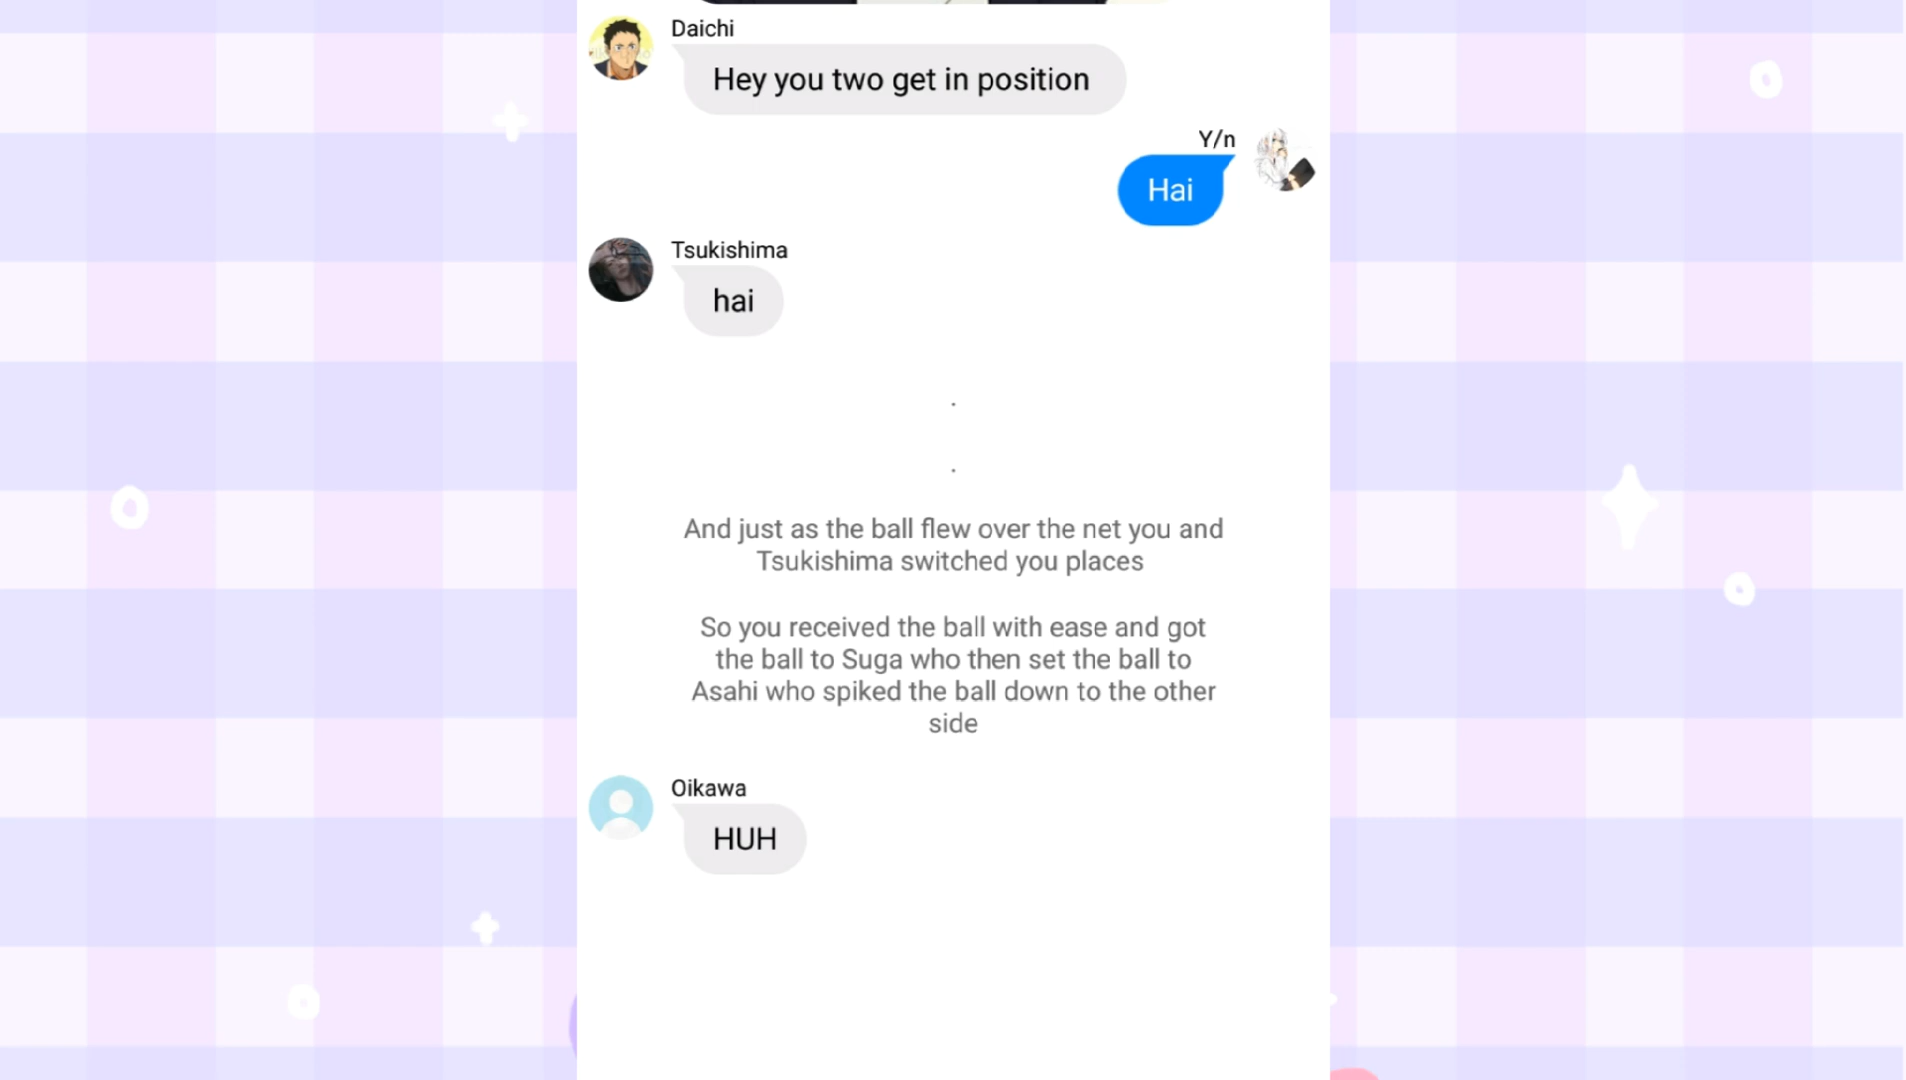 Daichi
Hey you two get in position
Y/n
Hai
Tsukishima
hai
.
.
And just as the ball flew over the net you and
Tsukishima switched you places
So you received the ball with ease and got
the ball to Suga who then set the ball to
Asahi who spiked the ball down to the other
side
Oikawa
HUH